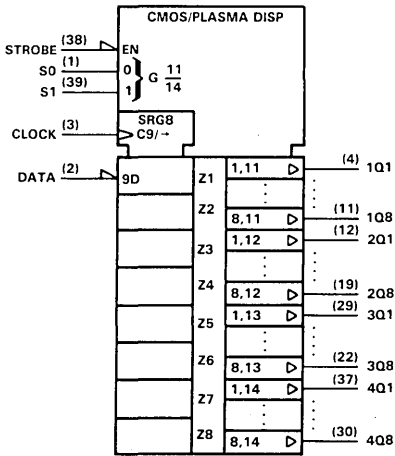 CMOS/PLASMA DISP
STROBE (38) EN
S0 (1) 0
G 11/14
S1 (39) 1
SRG8
CLOCK (3) C9/→
DATA (2) 9D
Z1 1,11 (4) 1Q1
Z2 8,11 (11) 1Q8
1,12 (12) 2Q1
Z3
Z4 8,12 (19) 2Q8
1,13 (29) 3Q1
Z5
Z6 8,13 (22) 3Q8
1,14 (37) 4Q1
Z7
Z8 8,14 (30) 4Q8